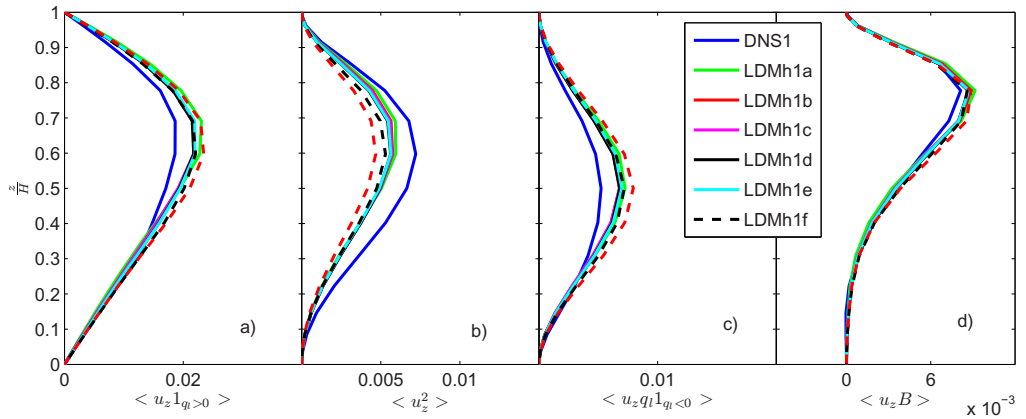 1
0.9
0.8
0.7
0.6
0.5
0.4
0.3
0.2
0.1
0
z/H
a)
b)
c)
d)
DNS1
LDMh1a
LDMh1b
LDMh1c
LDMh1d
LDMh1e
LDMh1f
0 0.02 0.005 0.01 0.01 0 6
x 10⁻³
< u_z 1_{q_l>0} >
< u_z^2 >
< u_z q_l 1_{q_l<0} >
< u_z B >